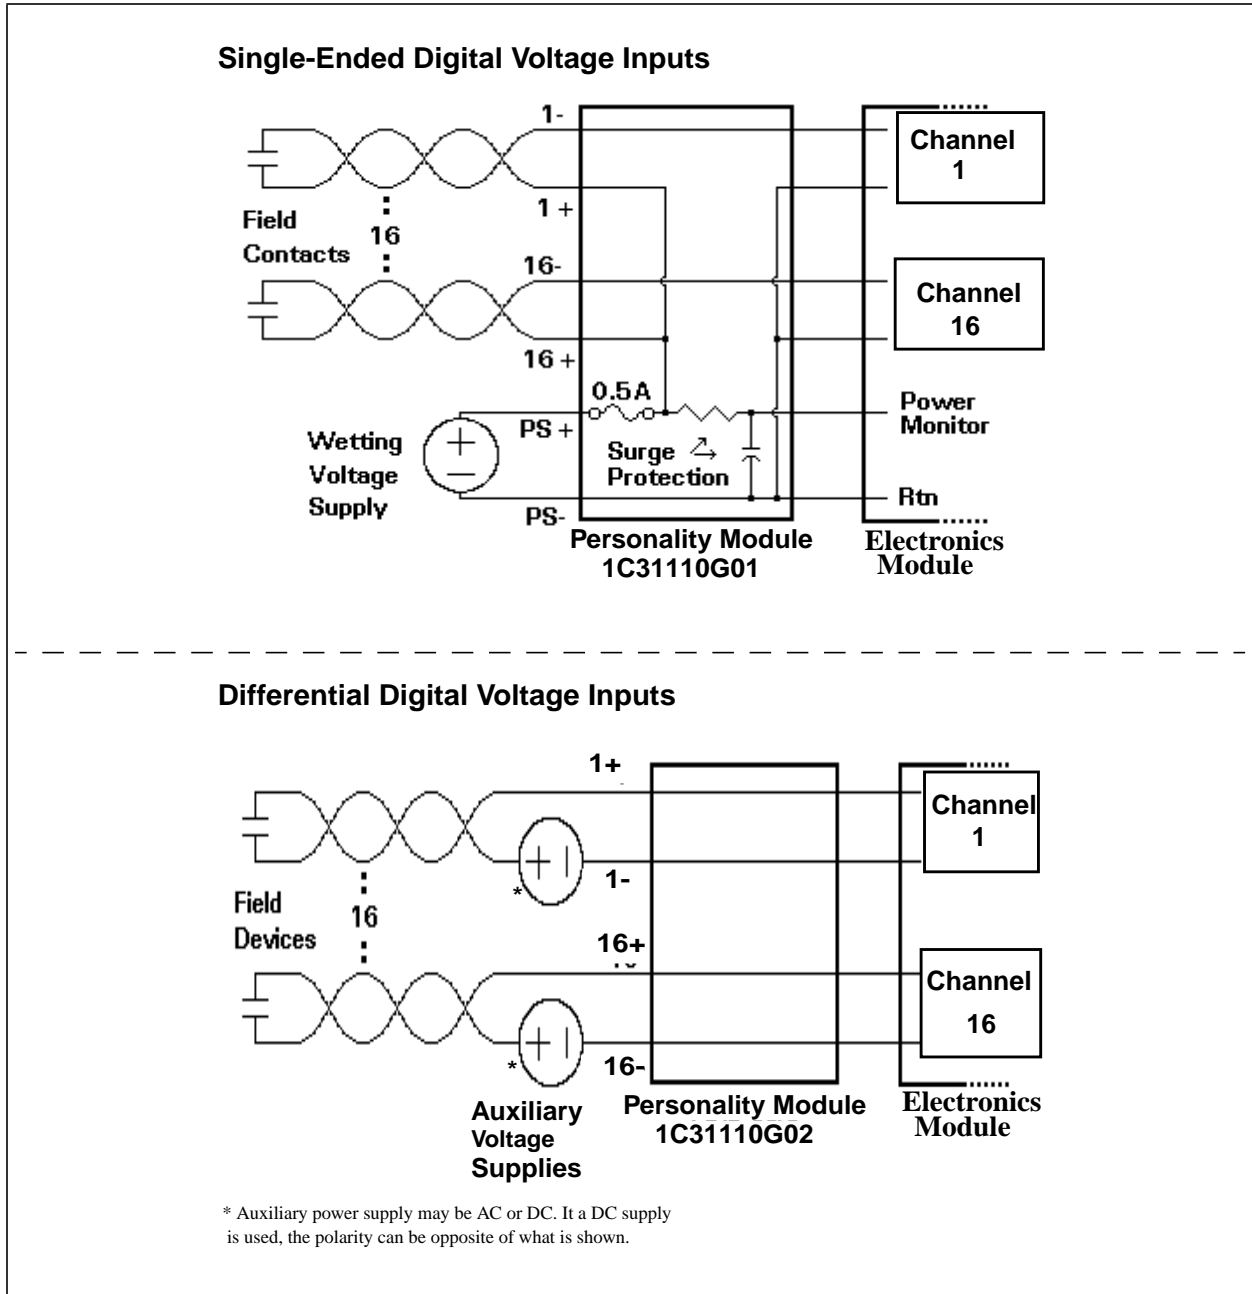 Single-Ended Digital Voltage Inputs
1-
Channel
1
1 +
Field
Contacts
16
16-
Channel
16
16 +
0.5A
Power
Monitor
PS +
Wetting
Voltage
Supply
Surge
Protection
PS-
Rtn
Personality Module
1C31110G01
Electronics
Module
Differential Digital Voltage Inputs
1+
Channel
1
1-
*
Field
Devices
16
16+
Channel
16
*
16-
Auxiliary
Voltage
Supplies
Personality Module
1C31110G02
Electronics
Module
* Auxiliary power supply may be AC or DC. It a DC supply
is used, the polarity can be opposite of what is shown.